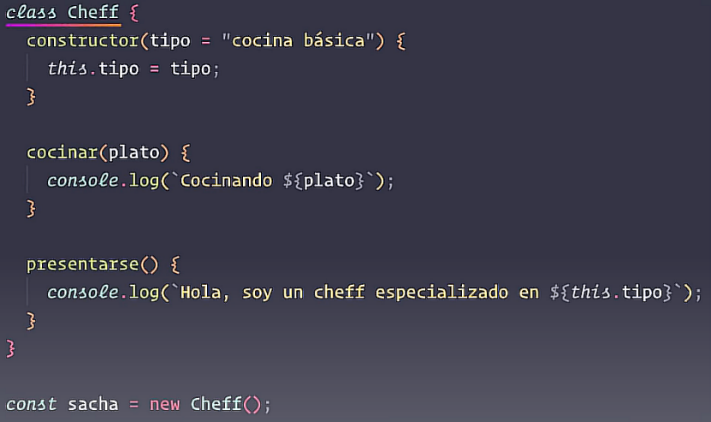 class Cheff {
constructor(tipo = "cocina básica") {
this.tipo = tipo;
}
cocinar(plato) {
console.log(`Cocinando ${plato}`);
}
presentarse() {
console.log(`Hola, soy un cheff especializado en ${this.tipo}`);
}
}
const sacha = new Cheff();